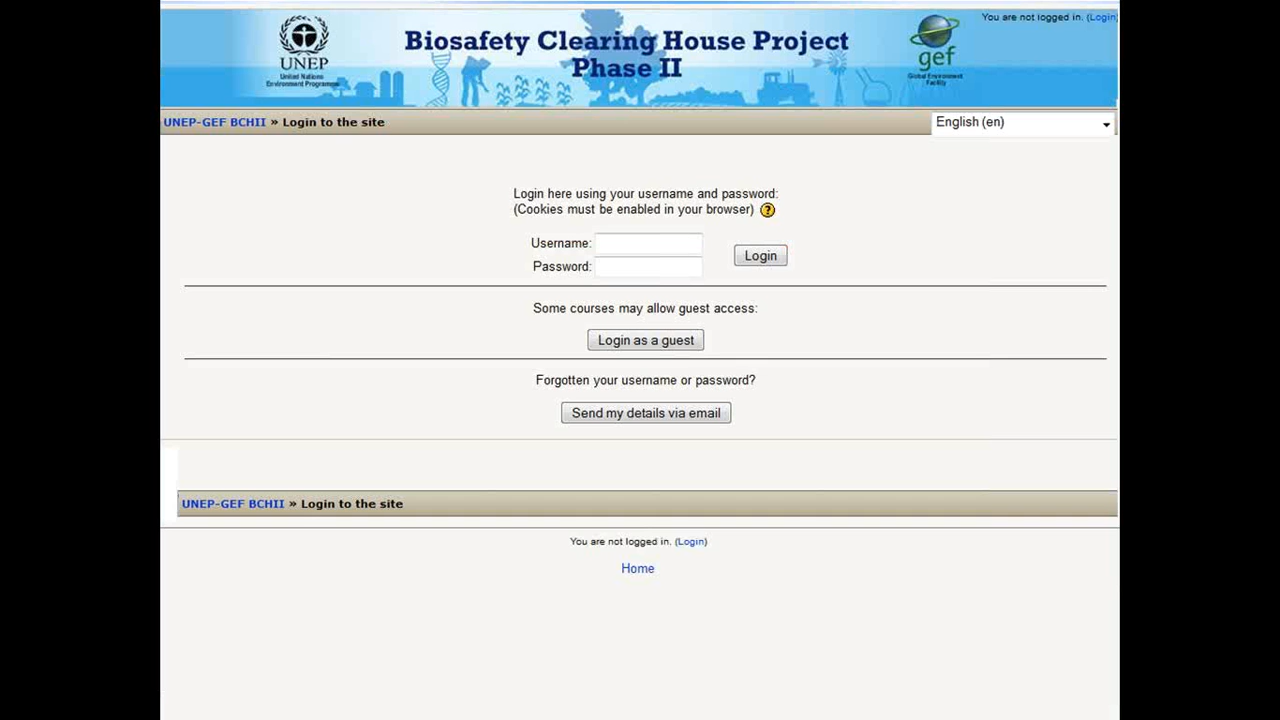 You are not logged in. (Login)
Biosafety Clearing House Project
Phase II
UNEP
United Nations
Environment Programme
gef
Global Environment
Facility
UNEP-GEF BCHII » Login to the site
English (en)
Login here using your username and password:
(Cookies must be enabled in your browser) ?
Username:
Password:
Login
Some courses may allow guest access:
Login as a guest
Forgotten your username or password?
Send my details via email
UNEP-GEF BCHII » Login to the site
You are not logged in. (Login)
Home